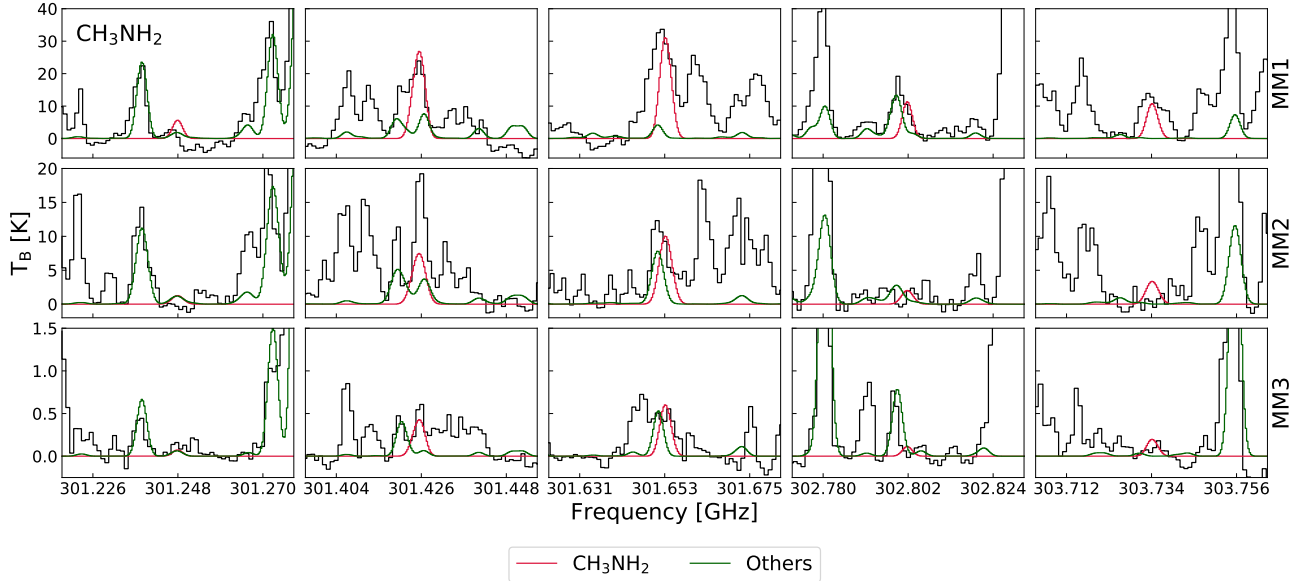 CH₃NH₂
40
30
20
10
0
MM1
20
15
10
5
0
MM2
T_B [K]
1.5
1.0
0.5
0.0
MM3
301.226 301.248 301.270 301.404 301.426 301.448 301.631 301.653 301.675 302.780 302.802 302.824 303.712 303.734 303.756
Frequency [GHz]
CH₃NH₂ Others